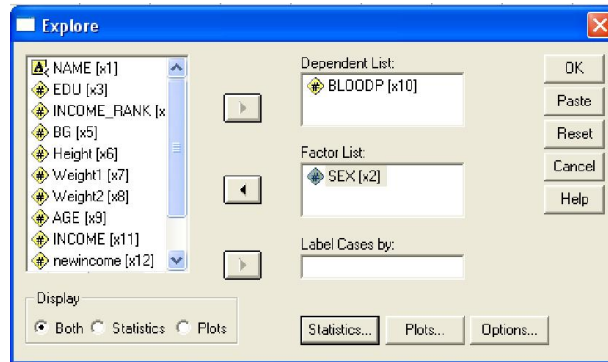 Explore
NAME [x1]
EDU [x3]
INCOME_RANK [x
BG [x5]
Height [x6]
Weight1 [x7]
Weight2 [x8]
AGE [x9]
INCOME [x11]
newincome [x12]
Display
Both
Statistics
Plots
Dependent List:
BLOODP [x10]
Factor List:
SEX [x2]
Label Cases by:
Statistics...
Plots...
Options...
OK
Paste
Reset
Cancel
Help